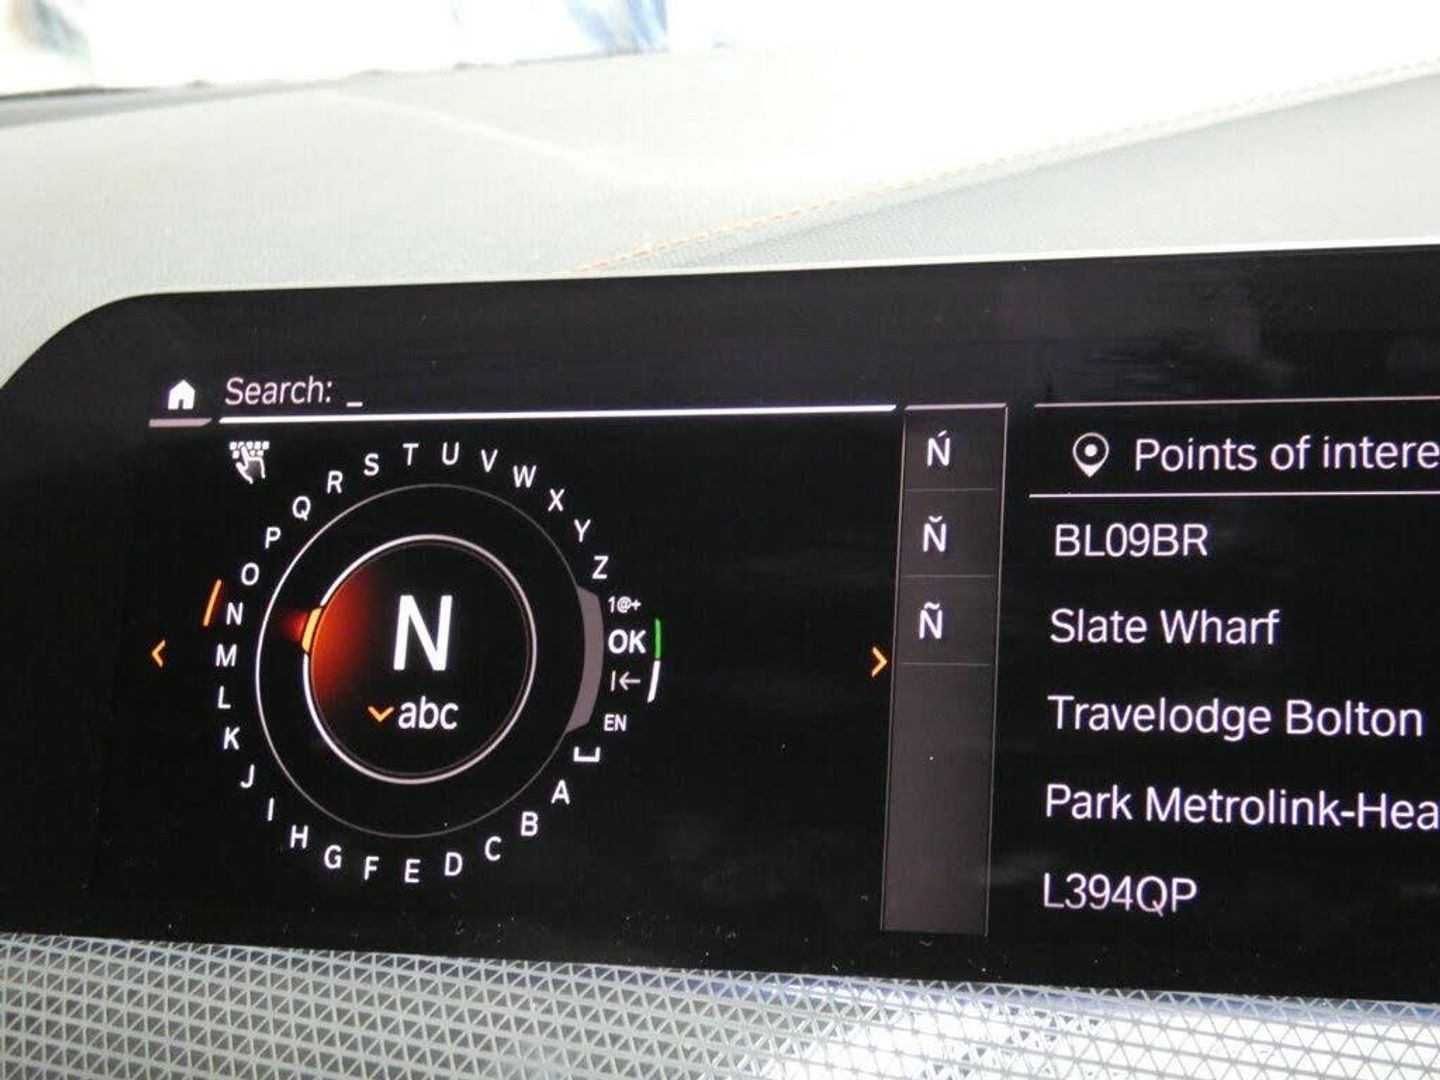 Search: _
A
B
C
D
E
F
G
H
I
J
K
L
M
N
O
P
Q
R
S
T
U
V
W
X
Y
Z
1@+
OK
EN
N
abc
Ń
Ň
Ñ
Points of intere
BL09BR
Slate Wharf
Travelodge Bolton
Park Metrolink-Hea
L394QP